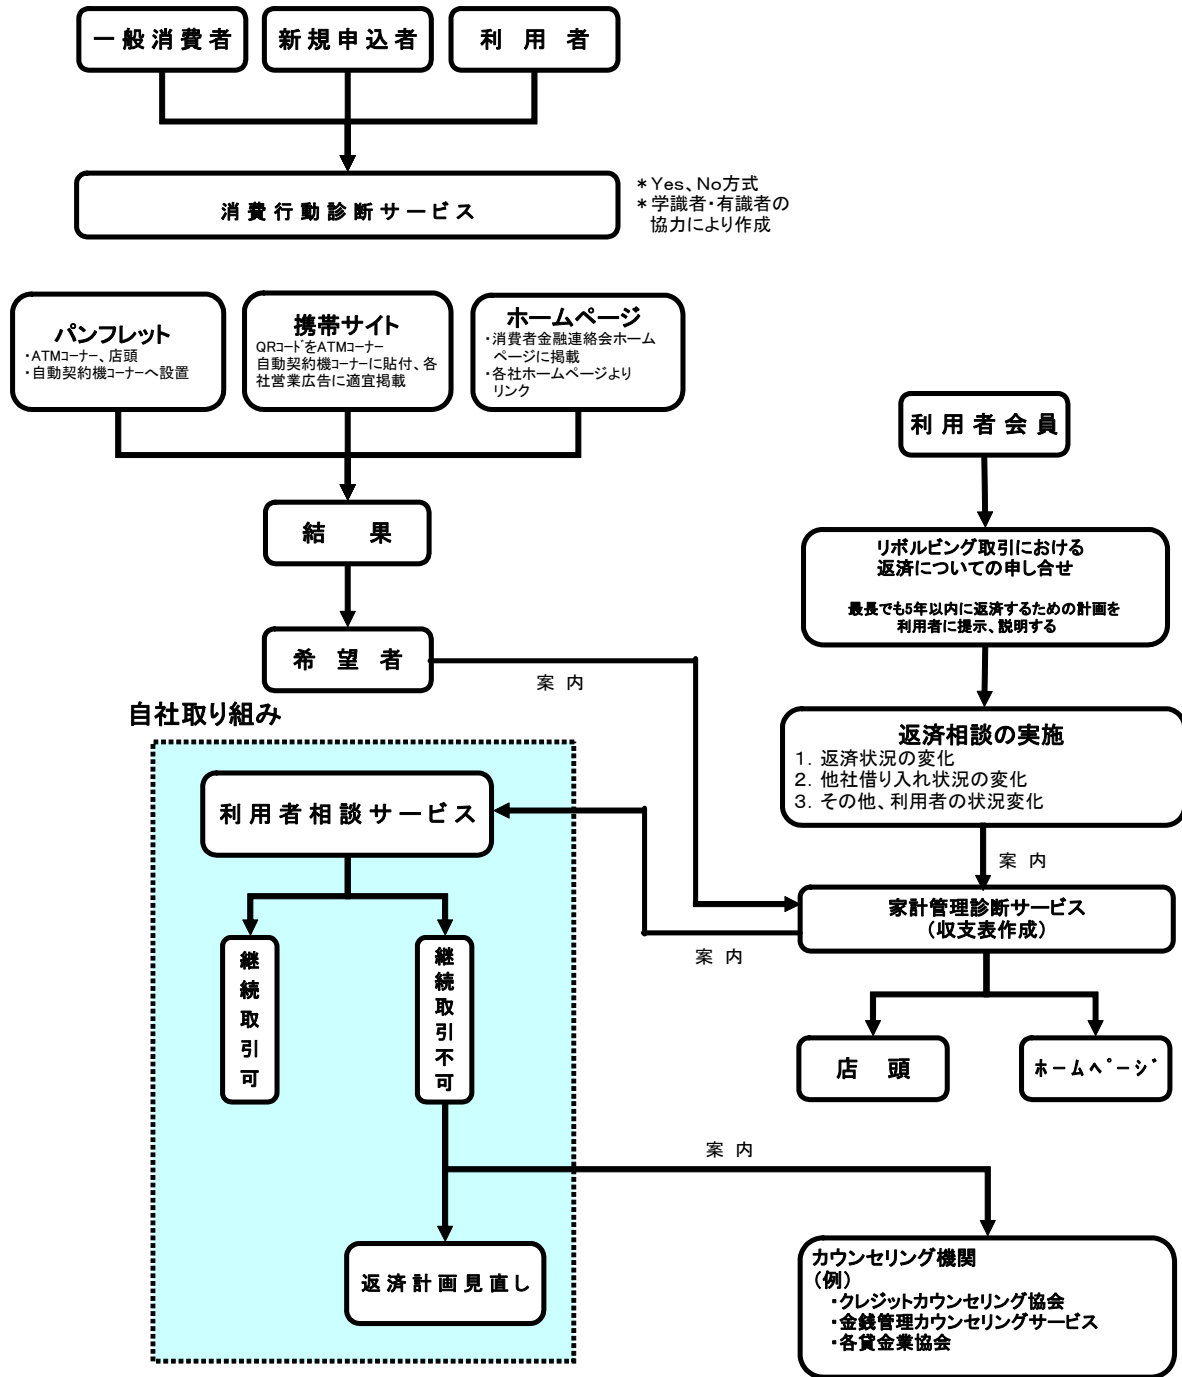 一般消費者
新規申込者
利用者
消費行動診断サービス
＊Yes、No方式
＊学識者・有識者の
協力により作成
パンフレット
・ATMコーナー、店頭
・自動契約機コーナーへ設置
携帯サイト
QRコードをATMコーナー
自動契約機コーナーに貼付、各
社営業広告に適宜掲載
ホームページ
・消費者金融連絡会ホーム
ページに掲載
・各社ホームページより
リンク
結　果
希望者
案内
利用者会員
リボルビング取引における
返済についての申し合せ
最長でも5年以内に返済するための計画を
利用者に提示、説明する
返済相談の実施
1．返済状況の変化
2．他社借り入れ状況の変化
3．その他、利用者の状況変化
案内
家計管理診断サービス
（収支表作成）
案内
店　頭
ホームページ
自社取り組み
利用者相談サービス
継続取引可
継続取引不可
案内
返済計画見直し
カウンセリング機関
（例）
・クレジットカウンセリング協会
・金銭管理カウンセリングサービス
・各貸金業協会